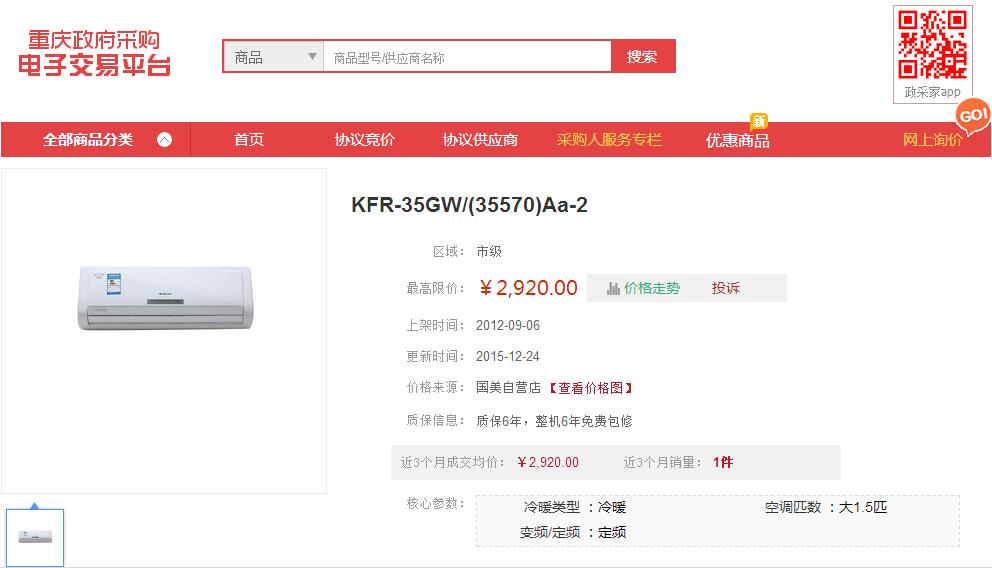 重庆政府采购
电子交易平台
商品 商品型号/供应商名称 搜索
政采家app
GO!
新
全部商品分类 首页 协议竞价 协议供应商 采购人服务专栏 优惠商品 网上询价
KFR-35GW/(35570)Aa-2
区域： 市级
最高限价： ￥2,920.00 价格走势 投诉
上架时间： 2012-09-06
更新时间： 2015-12-24
价格来源： 国美自营店 【查看价格图】
质保信息： 质保6年，整机6年免费包修
近3个月成交均价： ￥2,920.00 近3个月销量： 1件
核心参数： 冷暖类型 ：冷暖 空调匹数 ：大1.5匹
变频/定频 ：定频